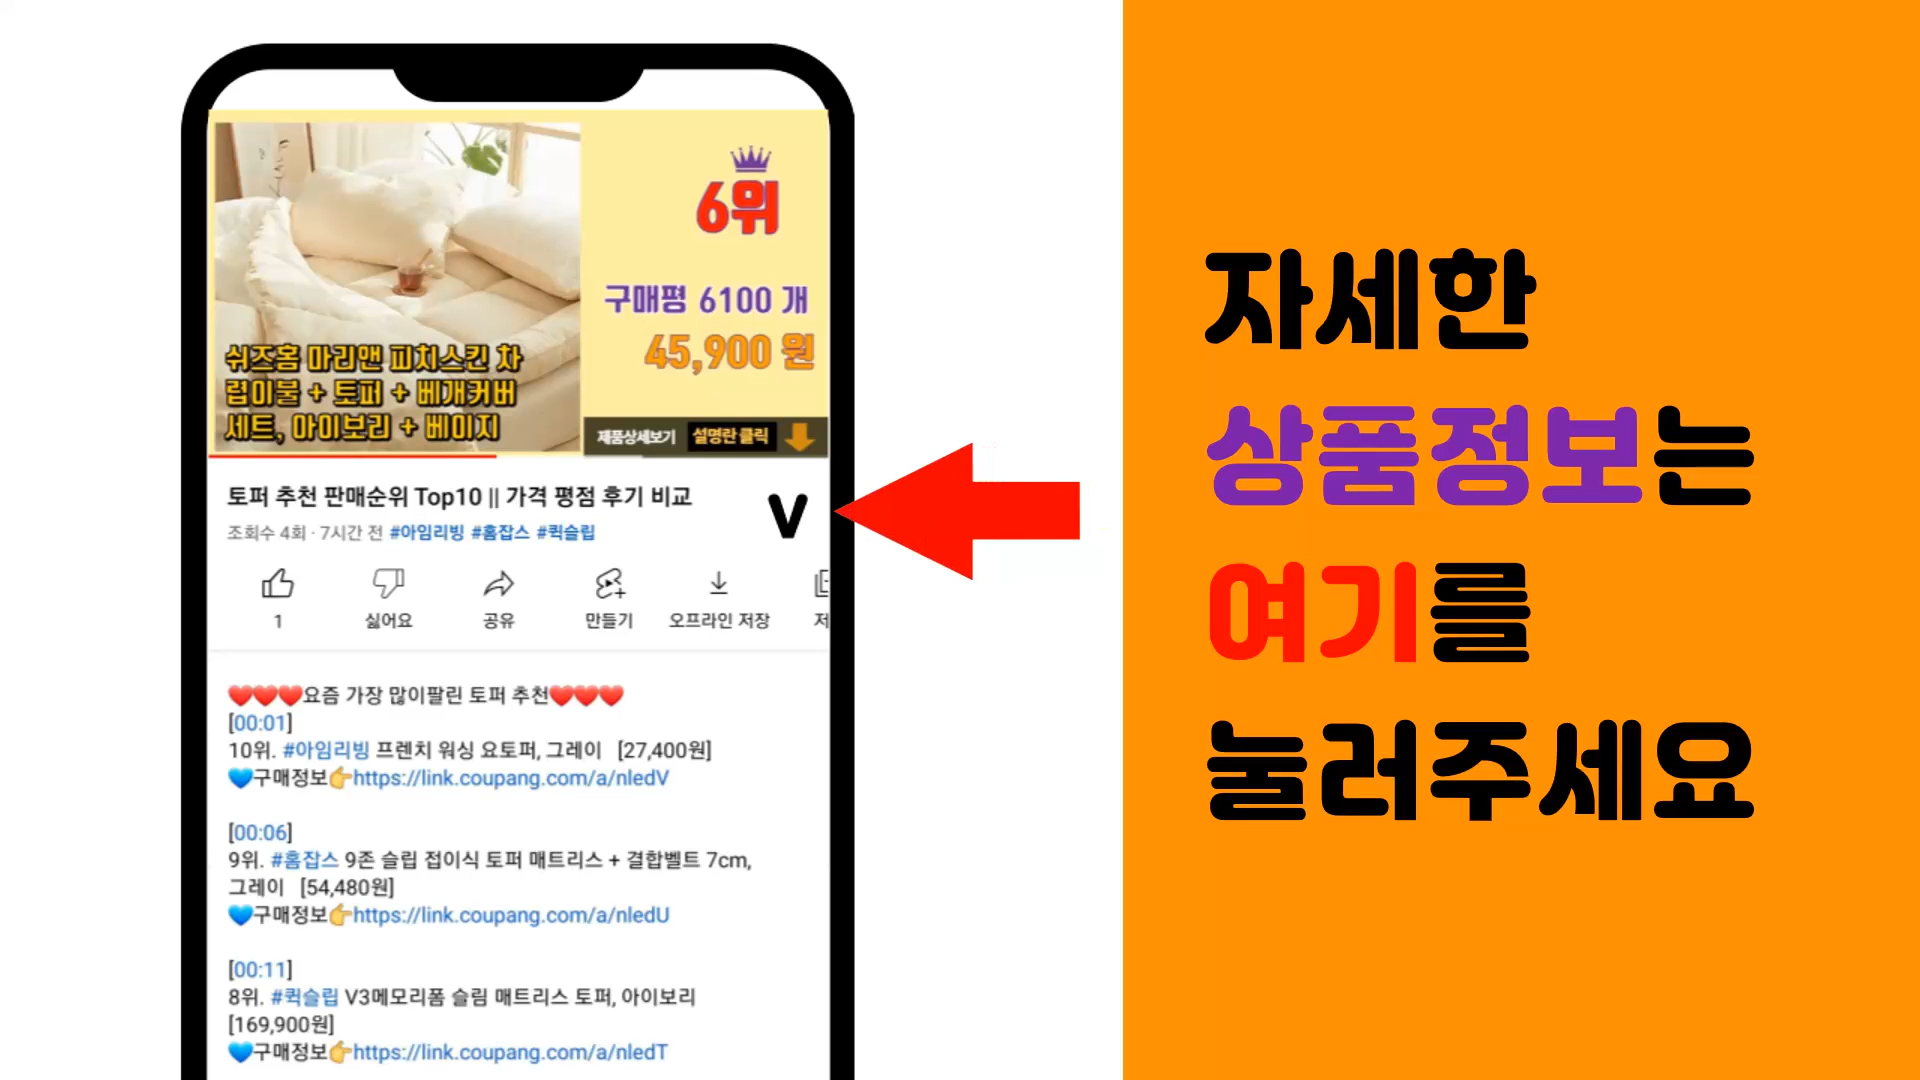 6위
구매평 6100 개
45,900 원
쉬즈홈 마리앤 피치스킨 차
렵이불 + 토퍼 + 베개커버
세트, 아이보리 + 베이지
제품상세보기 설명란 클릭
토퍼 추천 판매순위 Top10 || 가격 평점 후기 비교
V
조회수 4회 · 7시간 전 #아임리빙 #홈잡스 #퀵슬립
1 싫어요 공유 만들기 오프라인 저장 저
❤️❤️❤️요즘 가장 많이팔린 토퍼 추천❤️❤️❤️
[00:01]
10위. #아임리빙 프렌치 워싱 요토퍼, 그레이 [27,400원]
💙구매정보👉https://link.coupang.com/a/nledV
[00:06]
9위. #홈잡스 9존 슬립 접이식 토퍼 매트리스 + 결합벨트 7cm,
그레이 [54,480원]
💙구매정보👉https://link.coupang.com/a/nledU
[00:11]
8위. #퀵슬립 V3메모리폼 슬림 매트리스 토퍼, 아이보리
[169,900원]
💙구매정보👉https://link.coupang.com/a/nledT
자세한
상품정보는
여기를
눌러주세요